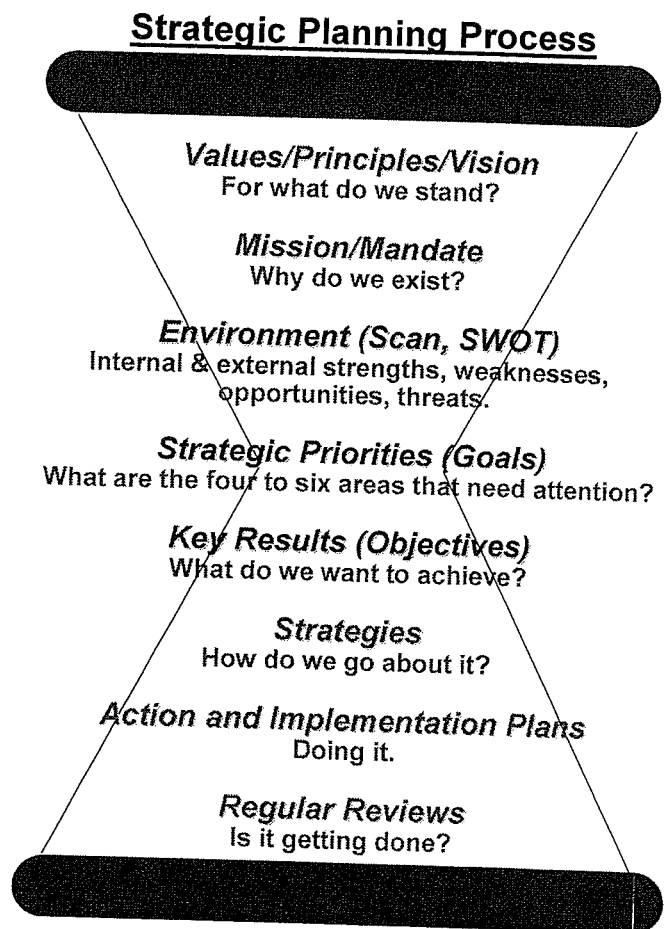 Strategic Planning Process
Values/Principles/Vision
For what do we stand?
Mission/Mandate
Why do we exist?
Environment (Scan, SWOT)
Internal & external strengths, weaknesses,
opportunities, threats.
Strategic Priorities (Goals)
What are the four to six areas that need attention?
Key Results (Objectives)
What do we want to achieve?
Strategies
How do we go about it?
Action and Implementation Plans
Doing it.
Regular Reviews
Is it getting done?